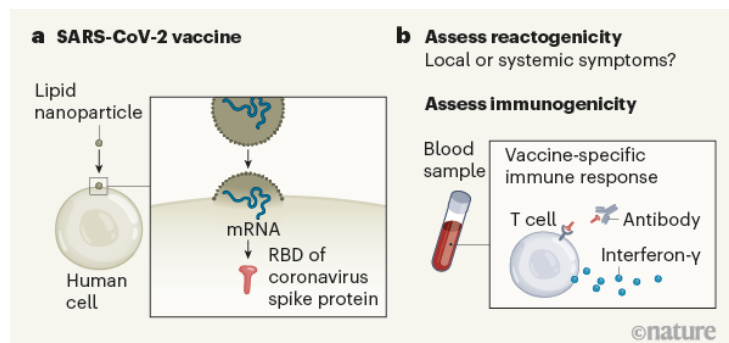 a SARS-CoV-2 vaccine
Lipid
nanoparticle
mRNA
RBD of
coronavirus
spike protein
Human
cell
b Assess reactogenicity
Local or systemic symptoms?
Assess immunogenicity
Blood
sample
Vaccine-specific
immune response
T cell
Antibody
Interferon-γ
©nature